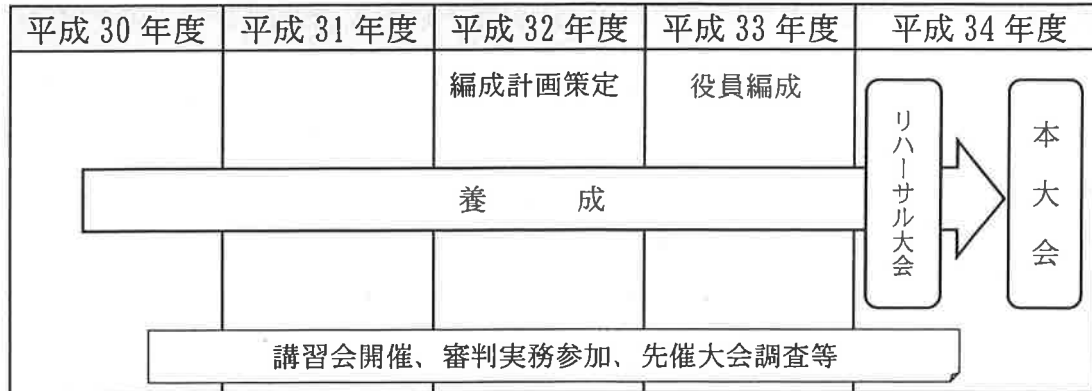 平成 30 年度 平成 31 年度 平成 32 年度 平成 33 年度 平成 34 年度
編成計画策定 役員編成
リハーサル大会
本大会
養成
講習会開催、審判実務参加、先催大会調査等